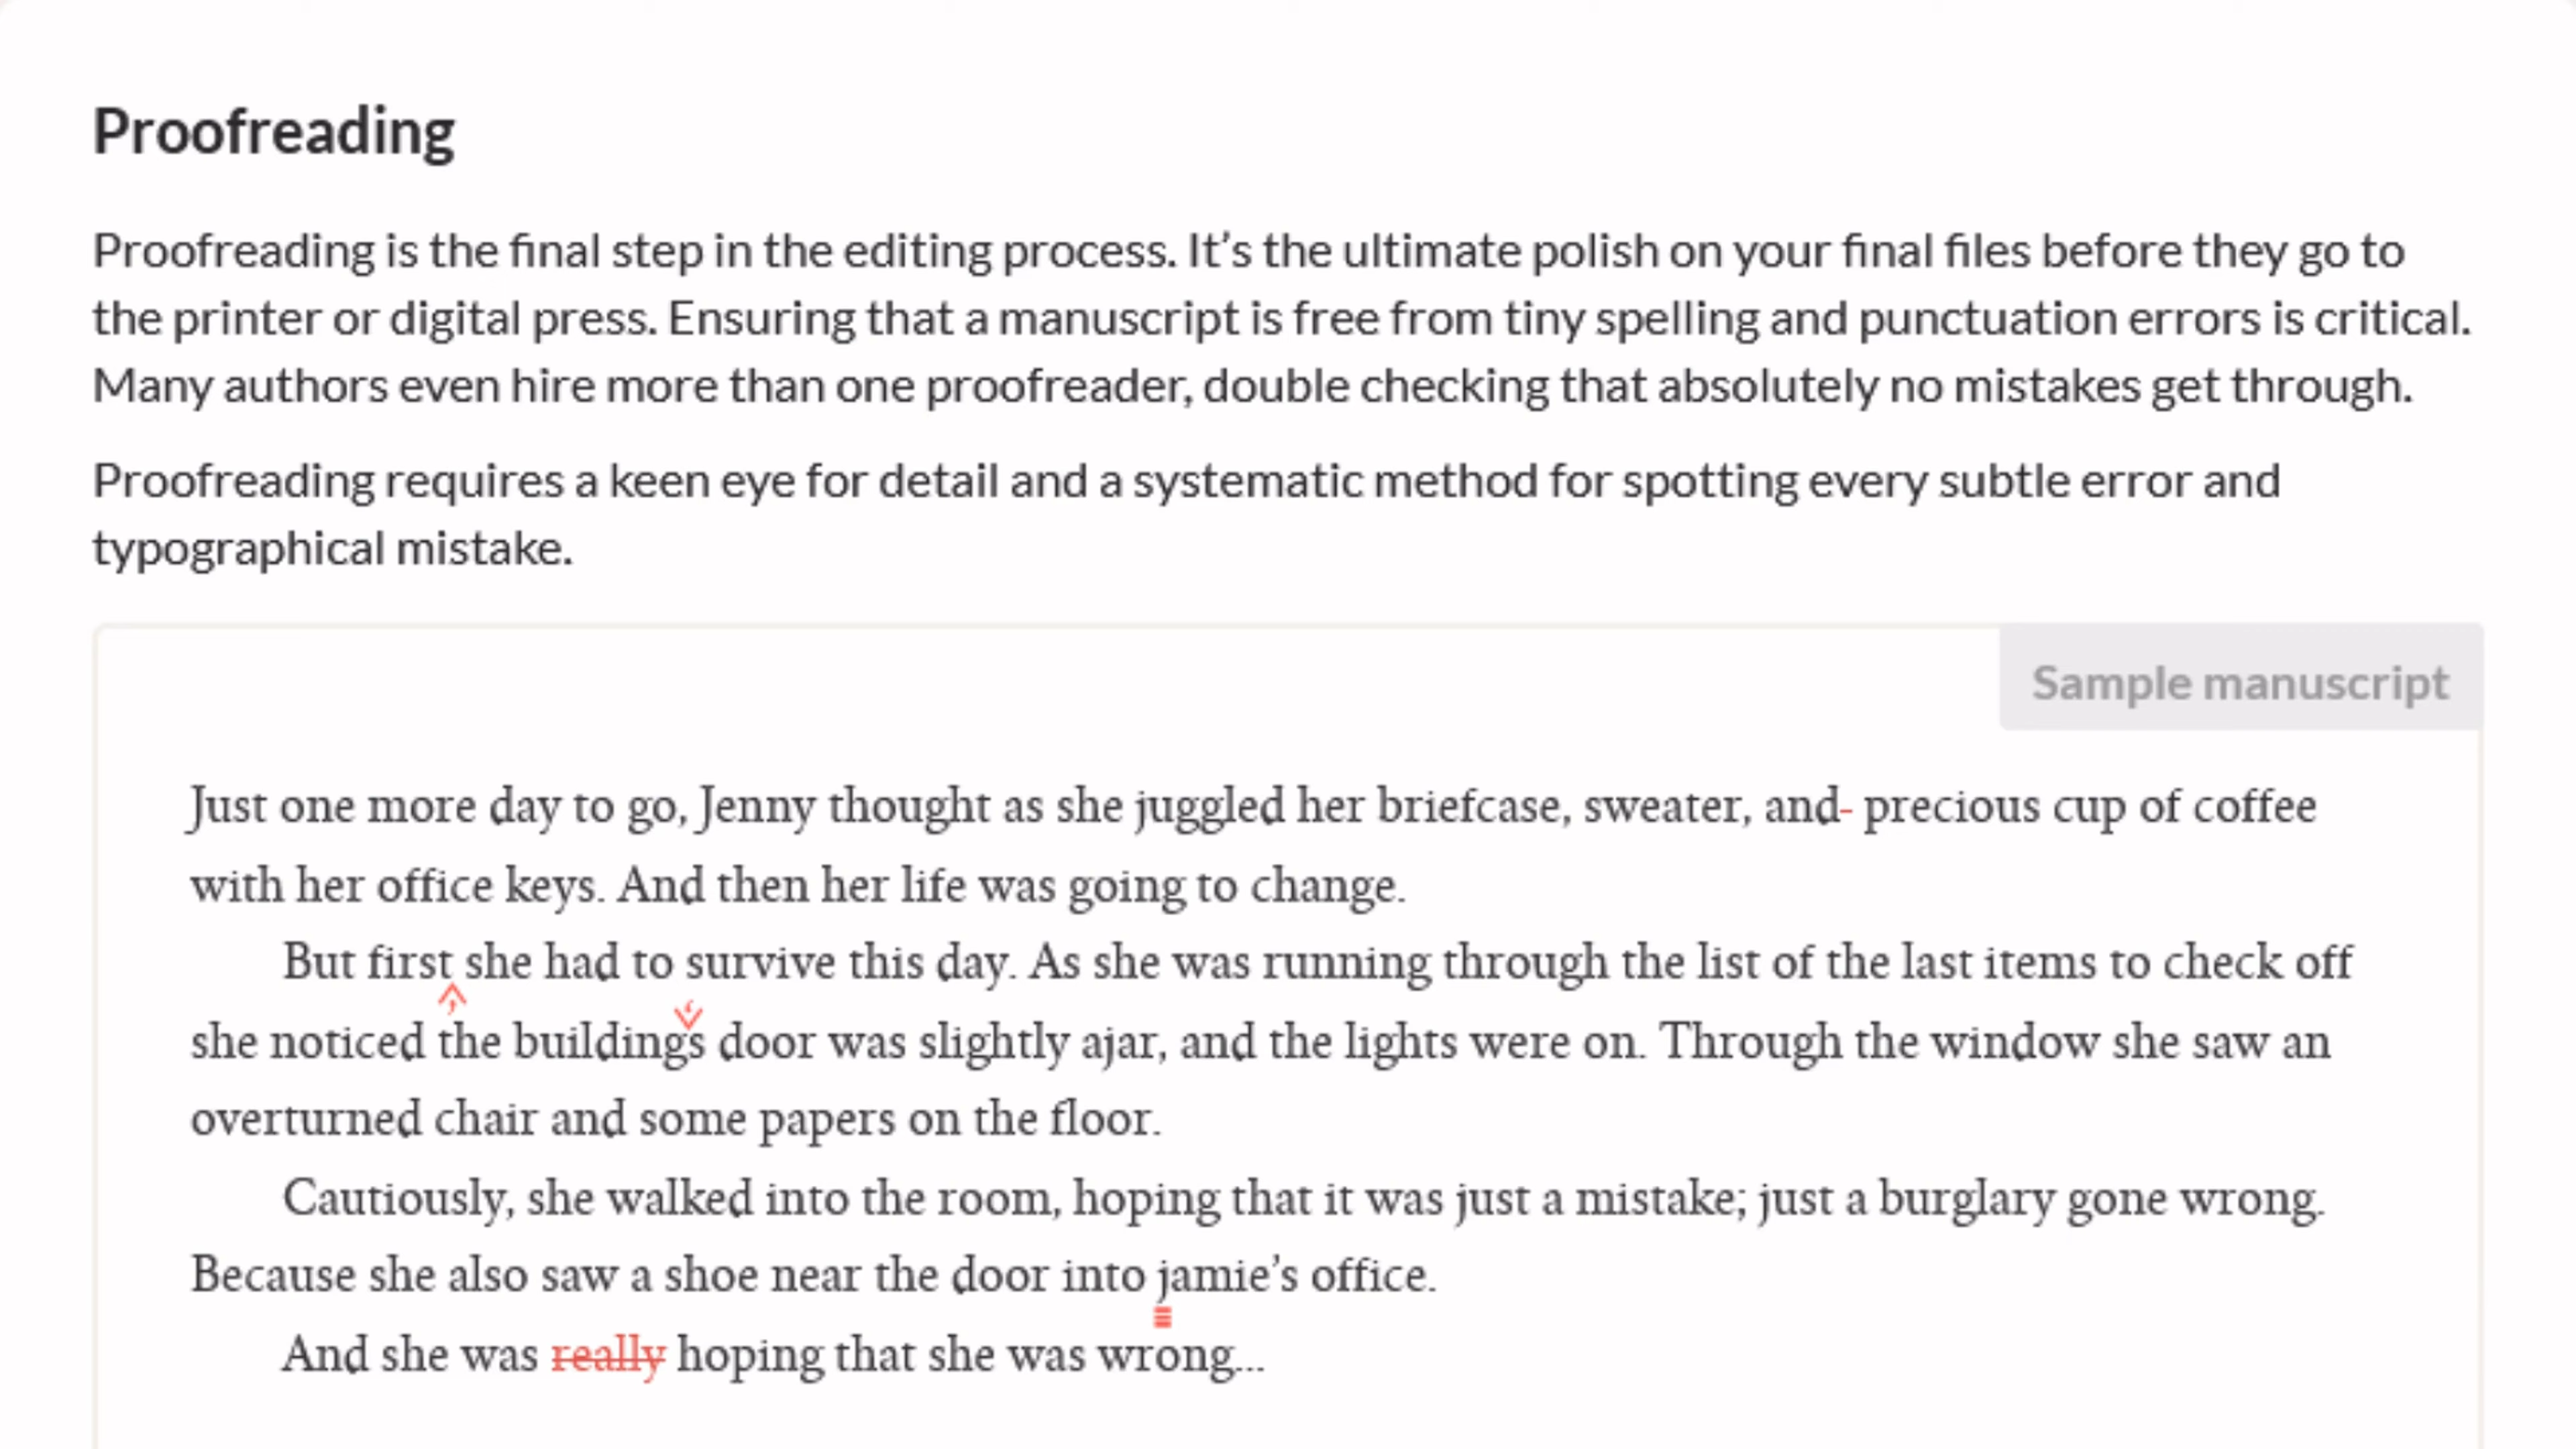 Proofreading
Proofreading is the final step in the editing process. It’s the ultimate polish on your final files before they go to
the printer or digital press. Ensuring that a manuscript is free from tiny spelling and punctuation errors is critical.
Many authors even hire more than one proofreader, double checking that absolutely no mistakes get through.
Proofreading requires a keen eye for detail and a systematic method for spotting every subtle error and
typographical mistake.
Sample manuscript
Just one more day to go, Jenny thought as she juggled her briefcase, sweater, and- precious cup of coffee
with her office keys. And then her life was going to change.
But first she had to survive this day. As she was running through the list of the last items to check off
she noticed the buildings door was slightly ajar, and the lights were on. Through the window she saw an
overturned chair and some papers on the floor.
Cautiously, she walked into the room, hoping that it was just a mistake; just a burglary gone wrong.
Because she also saw a shoe near the door into jamie’s office.
And she was really hoping that she was wrong...